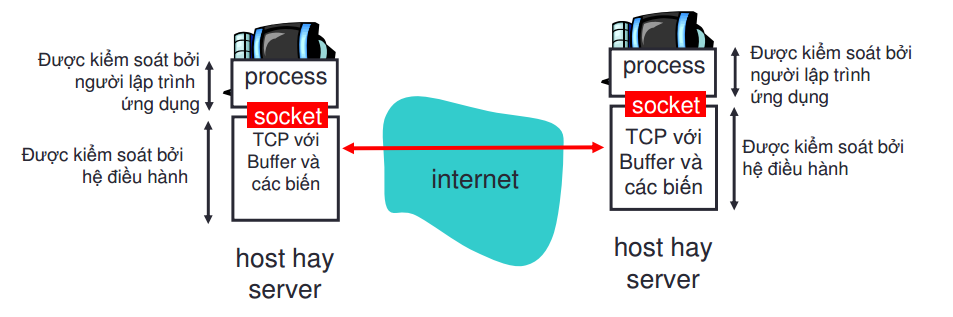 Được kiểm soát bởi
người lập trình
ứng dụng
process
socket
TCP với
Buffer và
các biến
Được kiểm soát bởi
hệ điều hành
host hay
server
internet
process
socket
TCP với
Buffer và
các biến
host hay
server
Được kiểm soát bởi
người lập trình
ứng dụng
Được kiểm soát bởi
hệ điều hành